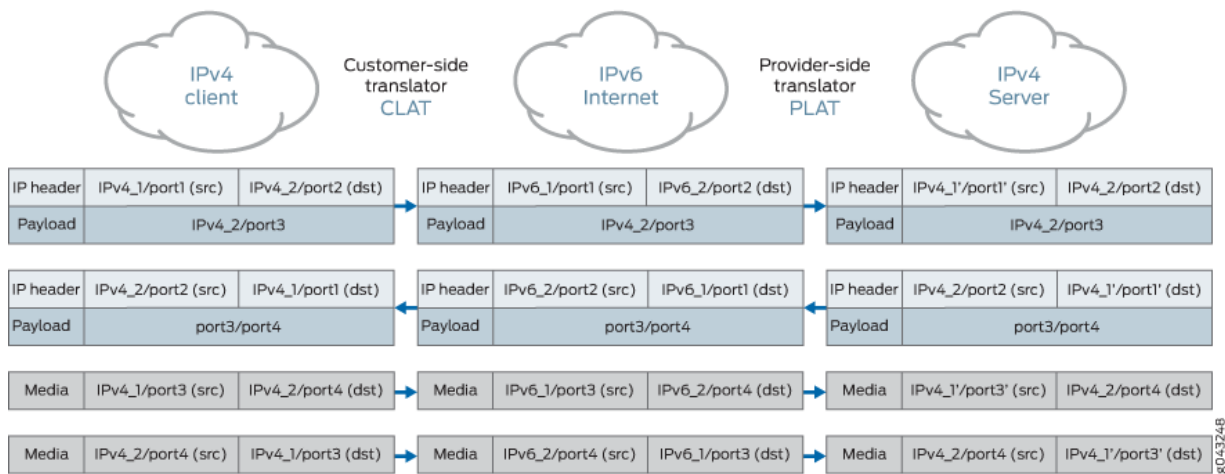 IPv4
client
Customer-side
translator
CLAT
IPv6
Internet
Provider-side
translator
PLAT
IPv4
Server
IP header IPv4_1/port1 (src) IPv4_2/port2 (dst) IP header IPv6_1/port1 (src) IPv6_2/port2 (dst) IP header IPv4_1'/port1' (src) IPv4_2/port2 (dst)
Payload IPv4_2/port3 Payload IPv4_2/port3 Payload IPv4_2/port3
IP header IPv4_2/port2 (src) IPv4_1/port1 (dst) IP header IPv6_2/port2 (src) IPv6_1/port1 (dst) IP header IPv4_2/port2 (src) IPv4_1'/port1' (dst)
Payload port3/port4 Payload port3/port4 Payload port3/port4
Media IPv4_1/port3 (src) IPv4_2/port4 (dst) Media IPv6_1/port3 (src) IPv6_2/port4 (dst) Media IPv4_1'/port3' (src) IPv4_2/port4 (dst)
Media IPv4_2/port4 (src) IPv4_1/port3 (dst) Media IPv6_2/port4 (src) IPv6_1/port3 (dst) Media IPv4_2/port4 (src) IPv4_1'/port3' (dst)
g043248